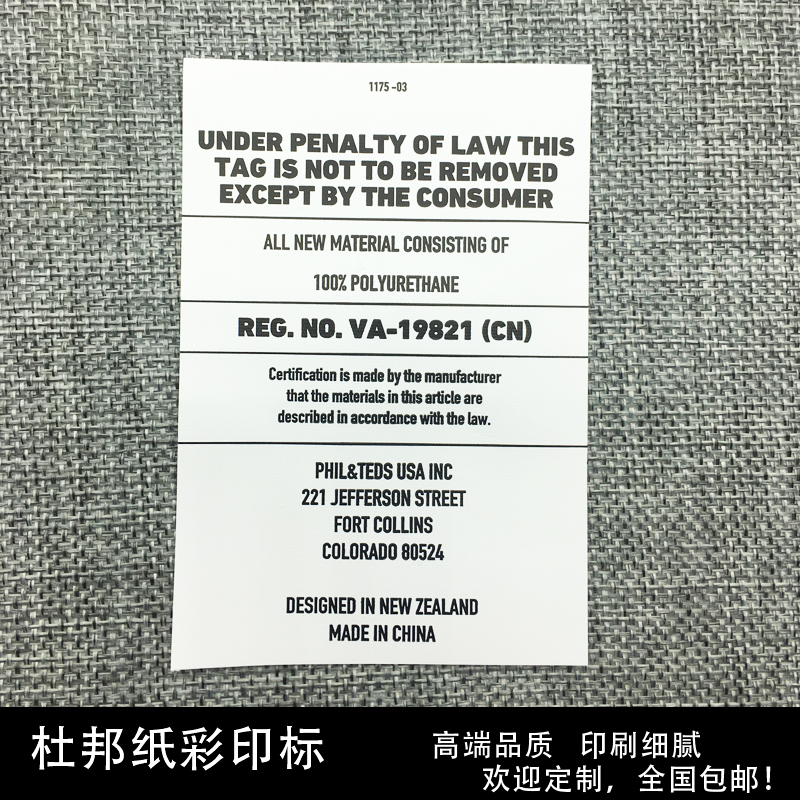 1175-03
UNDER PENALTY OF LAW THIS
TAG IS NOT TO BE REMOVED
EXCEPT BY THE CONSUMER
ALL NEW MATERIAL CONSISTING OF
100% POLYURETHANE
REG. NO. VA-19821 (CN)
Certification is made by the manufacturer
that the materials in this article are
described in accordance with the law.
PHIL&TEDS USA INC
221 JEFFERSON STREET
FORT COLLINS
COLORADO 80524
DESIGNED IN NEW ZEALAND
MADE IN CHINA
杜邦纸彩印标
高端品质 印刷细腻
欢迎定制，全国包邮！